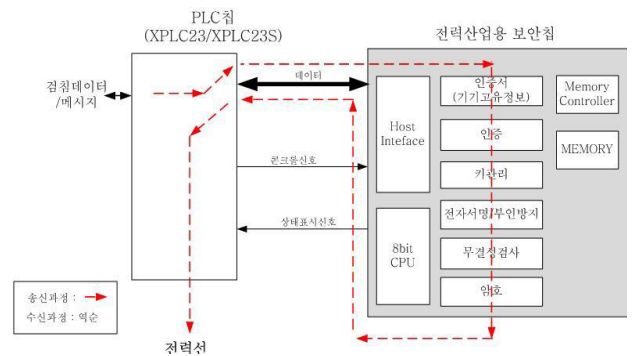 PLC칩
(XPLC23/XPLC23S)
전력산업용 보안칩
검침데이터
/메시지
데이터
Host
Inteface
인증서
(기기고유정보)
Memory
Controller
인증
MEMORY
키관리
콘크롤신호
전자서명/부인방지
상태표시신호
8bit
CPU
무결성검사
암호
송신과정 :
수신과정 : 역순
전력선